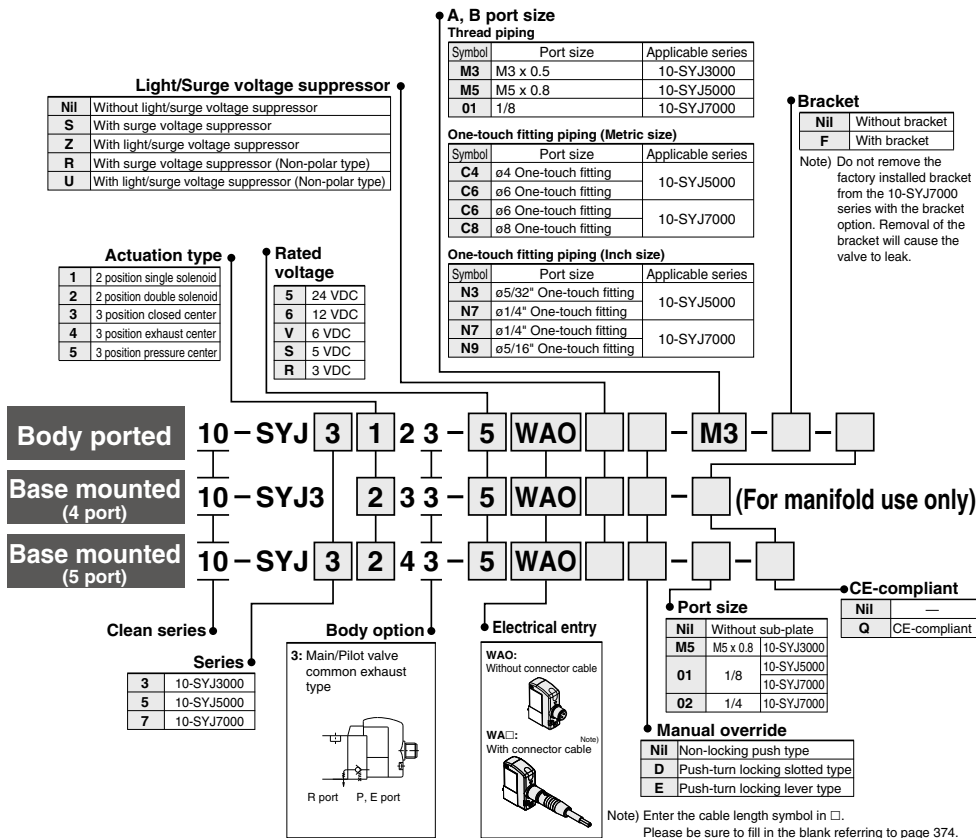 A, B port size
Thread piping
Symbol Port size Applicable series
M3 M3 x 0.5 10-SYJ3000
M5 M5 x 0.8 10-SYJ5000
01 1/8 10-SYJ7000
One-touch fitting piping (Metric size)
Symbol Port size Applicable series
C4 ø4 One-touch fitting 10-SYJ5000
C6 ø6 One-touch fitting
C6 ø6 One-touch fitting 10-SYJ7000
C8 ø8 One-touch fitting
One-touch fitting piping (Inch size)
Symbol Port size Applicable series
N3 ø5/32" One-touch fitting 10-SYJ5000
N7 ø1/4" One-touch fitting
N7 ø1/4" One-touch fitting 10-SYJ7000
N9 ø5/16" One-touch fitting
Light/Surge voltage suppressor
Nil Without light/surge voltage suppressor
S With surge voltage suppressor
Z With light/surge voltage suppressor
R With surge voltage suppressor (Non-polar type)
U With light/surge voltage suppressor (Non-polar type)
Bracket
Nil Without bracket
F With bracket
Note) Do not remove the
factory installed bracket
from the 10-SYJ7000
series with the bracket
option. Removal of the
bracket will cause the
valve to leak.
Actuation type
1 2 position single solenoid
2 2 position double solenoid
3 3 position closed center
4 3 position exhaust center
5 3 position pressure center
Rated
voltage
5 24 VDC
6 12 VDC
V 6 VDC
S 5 VDC
R 3 VDC
Body ported 10-SYJ 3 1 2 3 - 5 WAO □ □ - M3 - □ - □
Base mounted
(4 port)
10-SYJ3 2 3 3 - 5 WAO □ □ - □ (For manifold use only)
Base mounted
(5 port)
10-SYJ 3 2 4 3 - 5 WAO □ □ - □ - □
Clean series
Series
3 10-SYJ3000
5 10-SYJ5000
7 10-SYJ7000
Body option
3: Main/Pilot valve
common exhaust
type
R port P, E port
Electrical entry
WAO:
Without connector cable
WA□: Note)
With connector cable
Port size
Nil Without sub-plate
M5 M5 x 0.8 10-SYJ3000
01 1/8 10-SYJ5000
10-SYJ7000
02 1/4 10-SYJ7000
CE-compliant
Nil —
Q CE-compliant
Manual override
Nil Non-locking push type
D Push-turn locking slotted type
E Push-turn locking lever type
Note) Enter the cable length symbol in □.
Please be sure to fill in the blank referring to page 374.